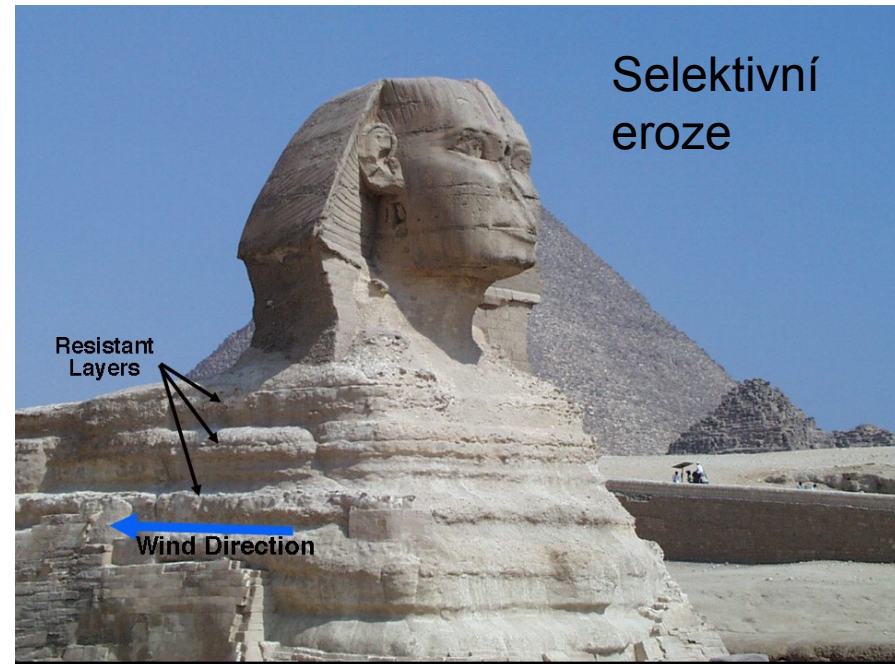 Selektivní
eroze
Resistant
Layers
Wind Direction